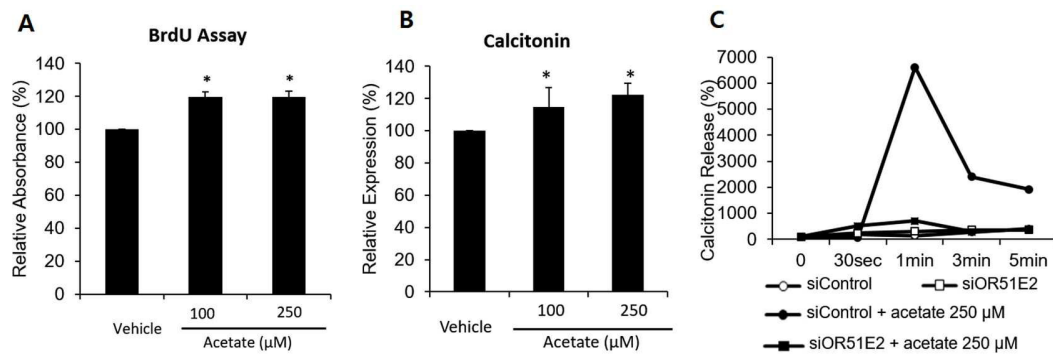 A
BrdU Assay
Relative Absorbance (%)
140
120
100
80
60
40
20
0
* *
Vehicle
100 250
Acetate (µM)
B
Calcitonin
Relative Expression (%)
140
120
100
80
60
40
20
0
* *
Vehicle
100 250
Acetate (µM)
C
Calcitonin Release (%)
7000
6000
5000
4000
3000
2000
1000
0
0 30sec 1min 3min 5min
siControl siOR51E2
siControl + acetate 250 µM
siOR51E2 + acetate 250 µM